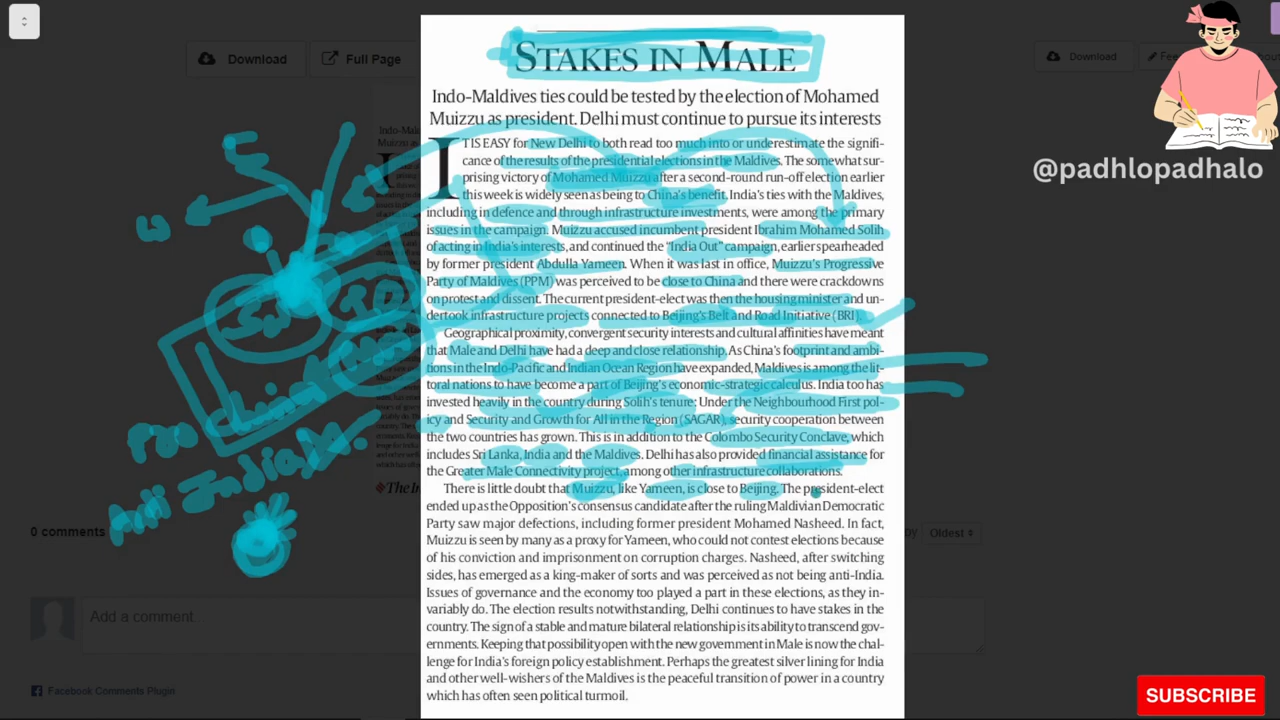 Download
Full Page
Download
STAKES IN MALE
Indo-Maldives ties could be tested by the election of Mohamed
Muizzu as president. Delhi must continue to pursue its interests
IT IS EASY for New Delhi to both read too much into or underestimate the signifi-
cance of the results of the presidential elections in the Maldives. The somewhat sur-
prising victory of Mohamed Muizzu after a second-round run-off election earlier
this week is widely seen as being to China's benefit. India's ties with the Maldives,
including in defence and through infrastructure investments, were among the primary
issues in the campaign. Muizzu accused incumbent president Ibrahim Mohamed Solih
of acting in India's interests, and continued the "India Out" campaign, earlier spearheaded
by former president Abdulla Yameen. When it was last in office, Muizzu's Progressive
Party of Maldives (PPM) was perceived to be close to China and there were crackdowns
on protest and dissent. The current president-elect was then the housing minister and un-
dertook infrastructure projects connected to Beijing's Belt and Road Initiative (BRI).
Geographical proximity, convergent security interests and cultural affinities have meant
that Male and Delhi have had a deep and close relationship. As China's footprint and ambi-
tions in the Indo-Pacific and Indian Ocean Region have expanded, Maldives is among the lit-
toral nations to have become a part of Beijing's economic-strategic calculus. India too has
invested heavily in the country during Solih's tenure: Under the Neighbourhood First pol-
icy and Security and Growth for All in the Region (SAGAR), security cooperation between
the two countries has grown. This is in addition to the Colombo Security Conclave, which
includes Sri Lanka, India and the Maldives. Delhi has also provided financial assistance for
the Greater Male Connectivity project, among other infrastructure collaborations.
There is little doubt that Muizzu, like Yameen, is close to Beijing. The president-elect
ended up as the Opposition's consensus candidate after the ruling Maldivian Democratic
Party saw major defections, including former president Mohamed Nasheed. In fact,
Muizzu is seen by many as a proxy for Yameen, who could not contest elections because
of his conviction and imprisonment on corruption charges. Nasheed, after switching
sides, has emerged as a king-maker of sorts and was perceived as not being anti-India.
Issues of governance and the economy too played a part in these elections, as they in-
variably do. The election results notwithstanding, Delhi continues to have stakes in the
country. The sign of a stable and mature bilateral relationship is its ability to transcend gov-
ernments. Keeping that possibility open with the new government in Male is now the chal-
lenge for India's foreign policy establishment. Perhaps the greatest silver lining for India
and other well-wishers of the Maldives is the peaceful transition of power in a country
which has often seen political turmoil.
@padhlopadhalo
0 comments
by Oldest
Add a comment
Facebook Comments Plugin
SUBSCRIBE